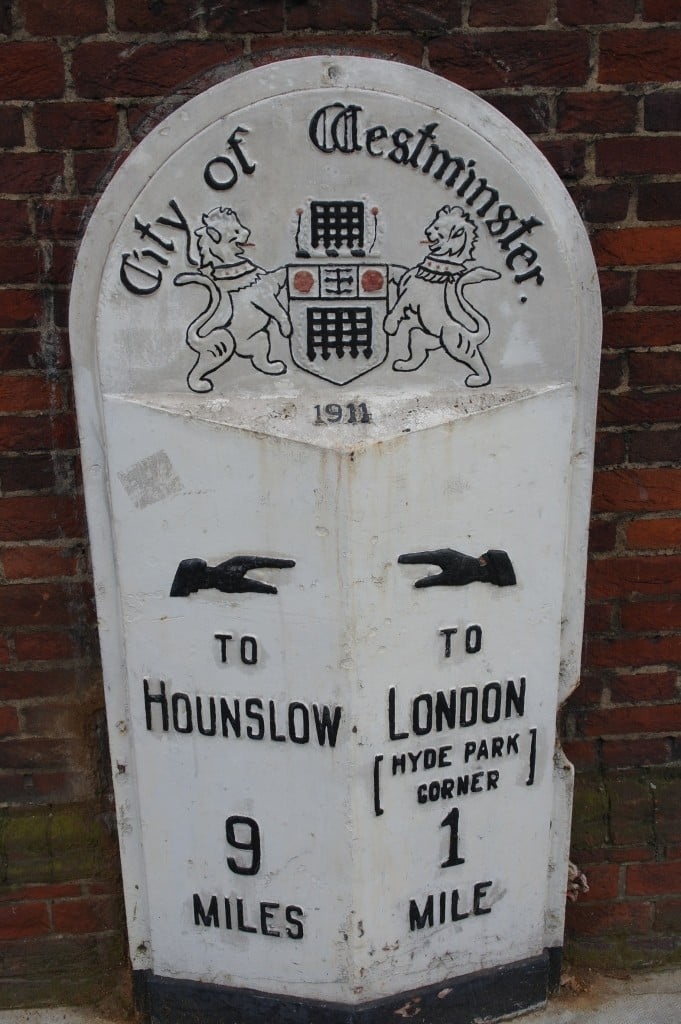 City of Westminster.
1911
TO
HOUNSLOW
9
MILES
TO
LONDON
[HYDE PARK
CORNER]
1
MILE